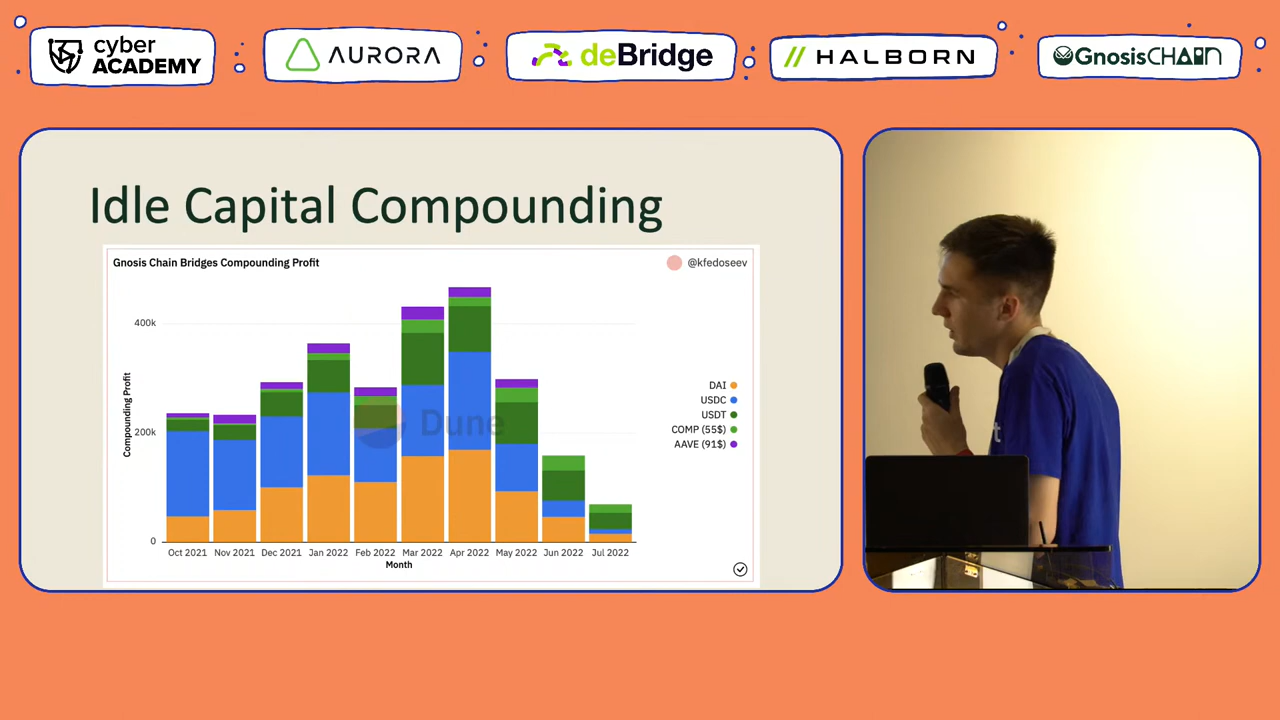 cyber
ACADEMY
AURORA
deBridge
HALBORN
GnosisCHAIN
Idle Capital Compounding
Gnosis Chain Bridges Compounding Profit
@kfedoseev
400k
200k
0
Compounding Profit
Dune
DAI
USDC
USDT
COMP (55$)
AAVE (91$)
Oct 2021 Nov 2021 Dec 2021 Jan 2022 Feb 2022 Mar 2022 Apr 2022 May 2022 Jun 2022 Jul 2022
Month
t